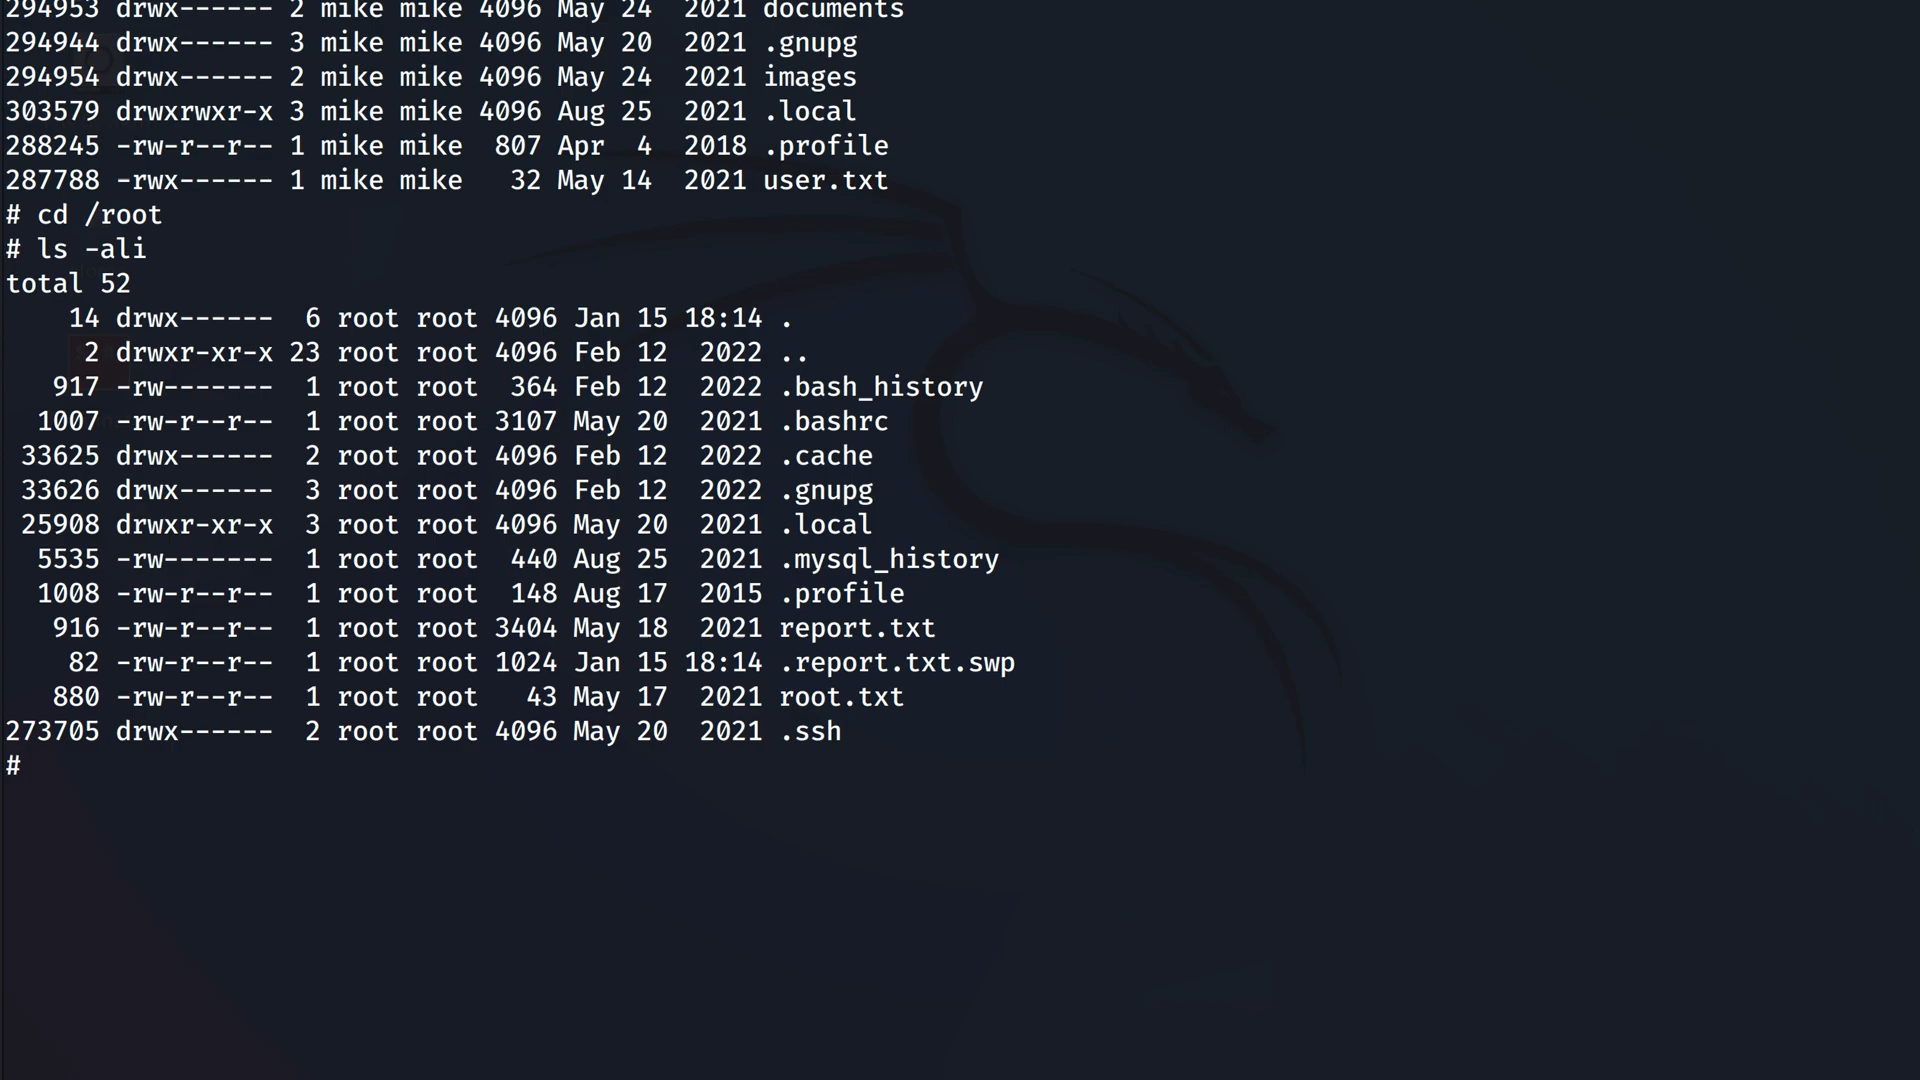 294953 drwx------ 2 mike mike 4096 May 24  2021 documents
294944 drwx------ 3 mike mike 4096 May 20  2021 .gnupg
294954 drwx------ 2 mike mike 4096 May 24  2021 images
303579 drwxrwxr-x 3 mike mike 4096 Aug 25  2021 .local
288245 -rw-r--r-- 1 mike mike  807 Apr  4  2018 .profile
287788 -rwx------ 1 mike mike   32 May 14  2021 user.txt
# cd /root
# ls -ali
total 52
    14 drwx------  6 root root 4096 Jan 15 18:14 .
     2 drwxr-xr-x 23 root root 4096 Feb 12  2022 ..
   917 -rw-------  1 root root  364 Feb 12  2022 .bash_history
  1007 -rw-r--r--  1 root root 3107 May 20  2021 .bashrc
 33625 drwx------  2 root root 4096 Feb 12  2022 .cache
 33626 drwx------  3 root root 4096 Feb 12  2022 .gnupg
 25908 drwxr-xr-x  3 root root 4096 May 20  2021 .local
  5535 -rw-------  1 root root  440 Aug 25  2021 .mysql_history
  1008 -rw-r--r--  1 root root  148 Aug 17  2015 .profile
   916 -rw-r--r--  1 root root 3404 May 18  2021 report.txt
    82 -rw-r--r--  1 root root 1024 Jan 15 18:14 .report.txt.swp
   880 -rw-r--r--  1 root root   43 May 17  2021 root.txt
273705 drwx------  2 root root 4096 May 20  2021 .ssh
#